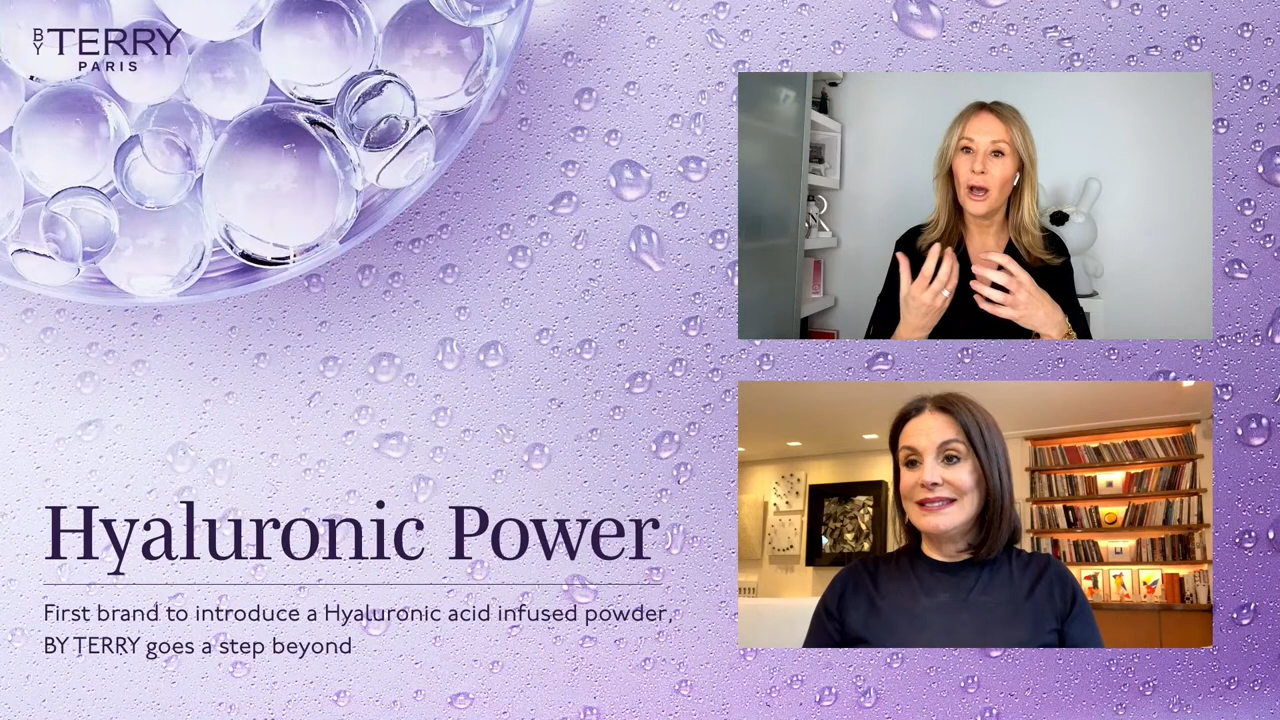 BY TERRY
PARIS
Hyaluronic Power
First brand to introduce a Hyaluronic acid infused powder,
BY TERRY goes a step beyond